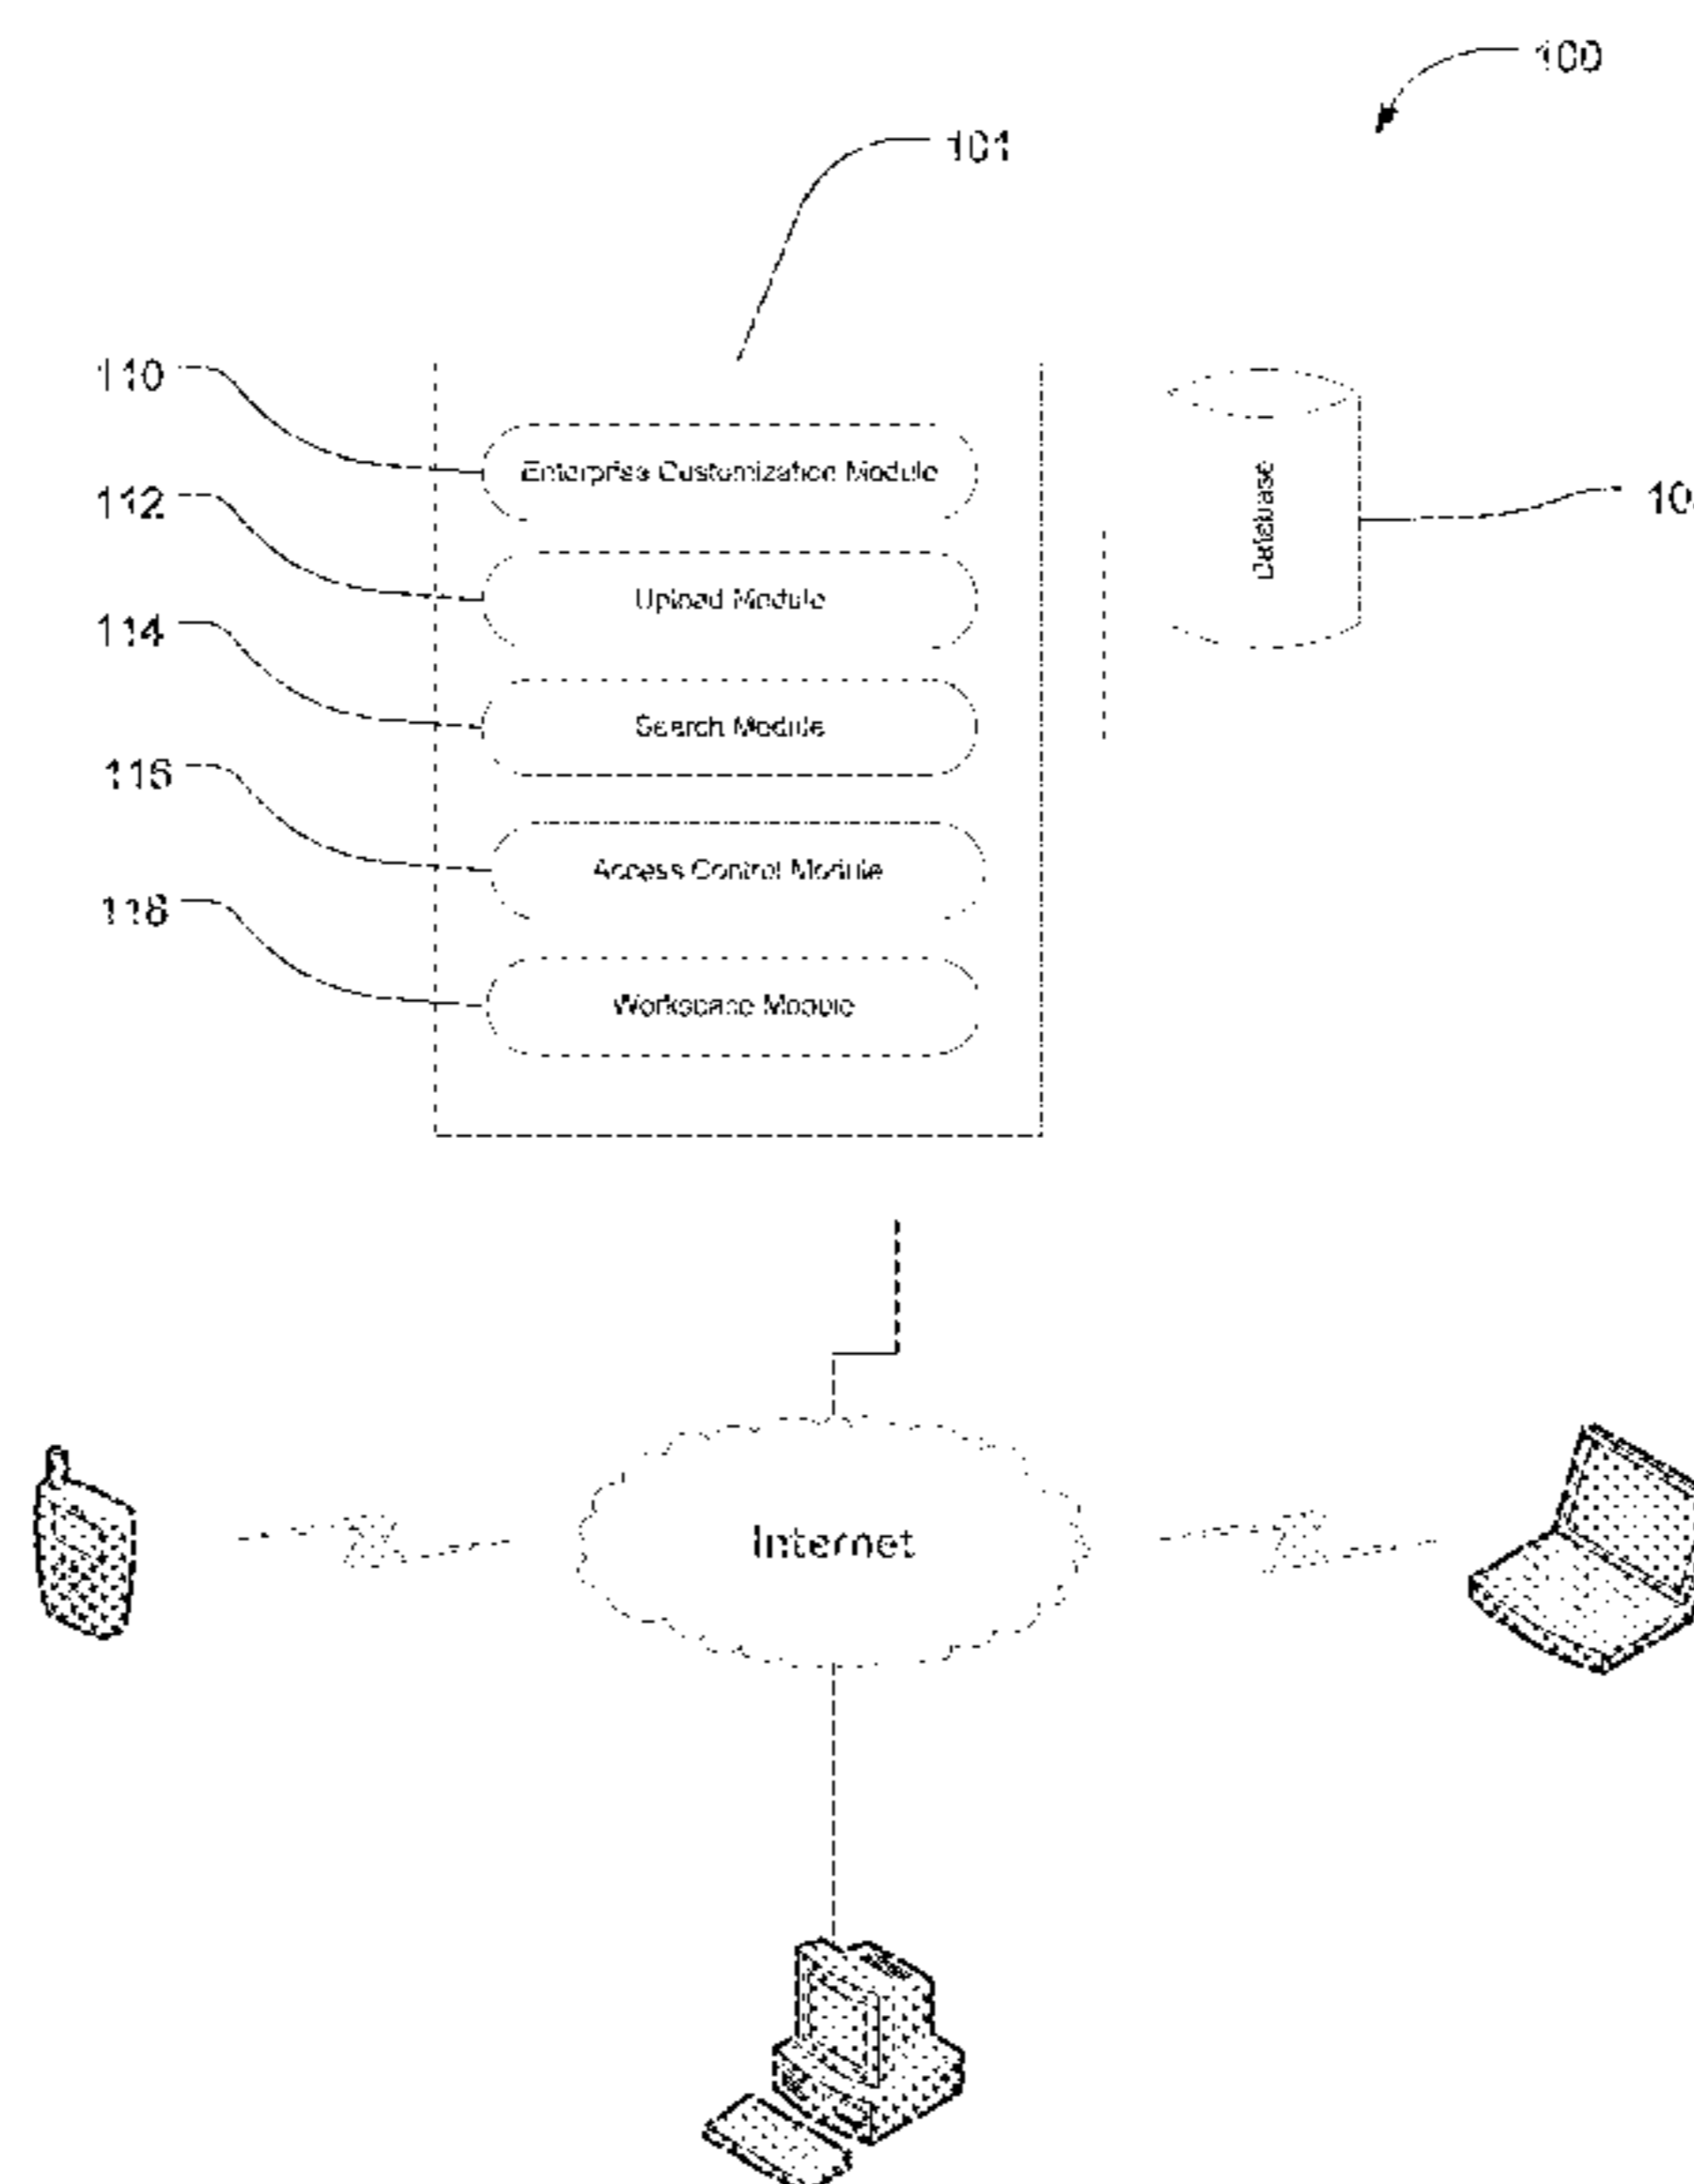 100
101
110
Enterprise Customization Module
112
Upload Module
Database
114
Search Module
116
Access Control Module
118
Workspace Module
Internet